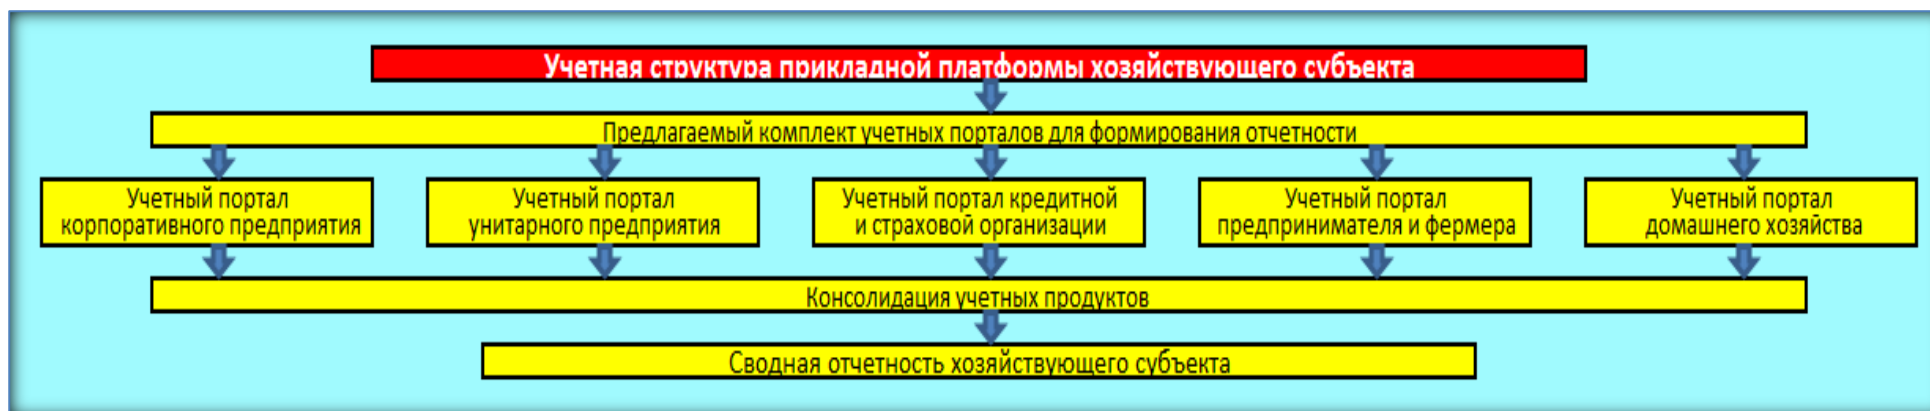 Учетная структура прикладной платформы хозяйствующего субъекта
Предлагаемый комплект учетных порталов для формирования отчетности
Учетный портал
корпоративного предприятия
Учетный портал
унитарного предприятия
Учетный портал кредитной
и страховой организации
Учетный портал
предпринимателя и фермера
Учетный портал
домашнего хозяйства
Консолидация учетных продуктов
Сводная отчетность хозяйствующего субъекта